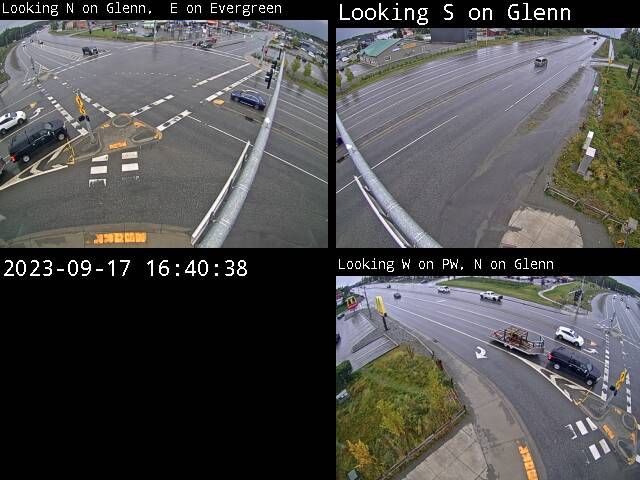 Looking N on Glenn,  E on Evergreen
Looking S on Glenn
2023-09-17 16:40:38
Looking W on PW, N on Glenn